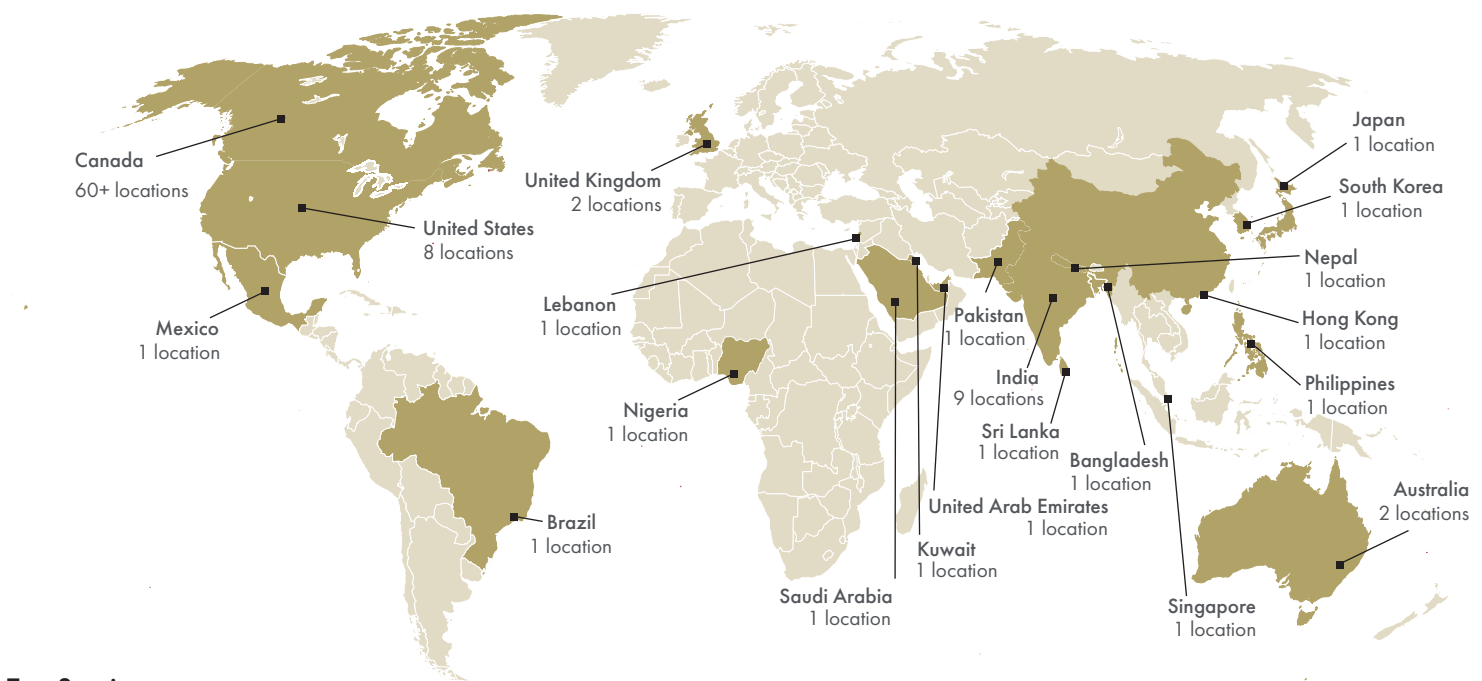 Canada
60+ locations
United States
8 locations
Mexico
1 location
Brazil
1 location
United Kingdom
2 locations
Lebanon
1 location
Nigeria
1 location
Saudi Arabia
1 location
Kuwait
1 location
United Arab Emirates
1 location
Pakistan
1 location
India
9 locations
Sri Lanka
1 location
Bangladesh
1 location
Singapore
1 location
Japan
1 location
South Korea
1 location
Nepal
1 location
Hong Kong
1 location
Philippines
1 location
Australia
2 locations